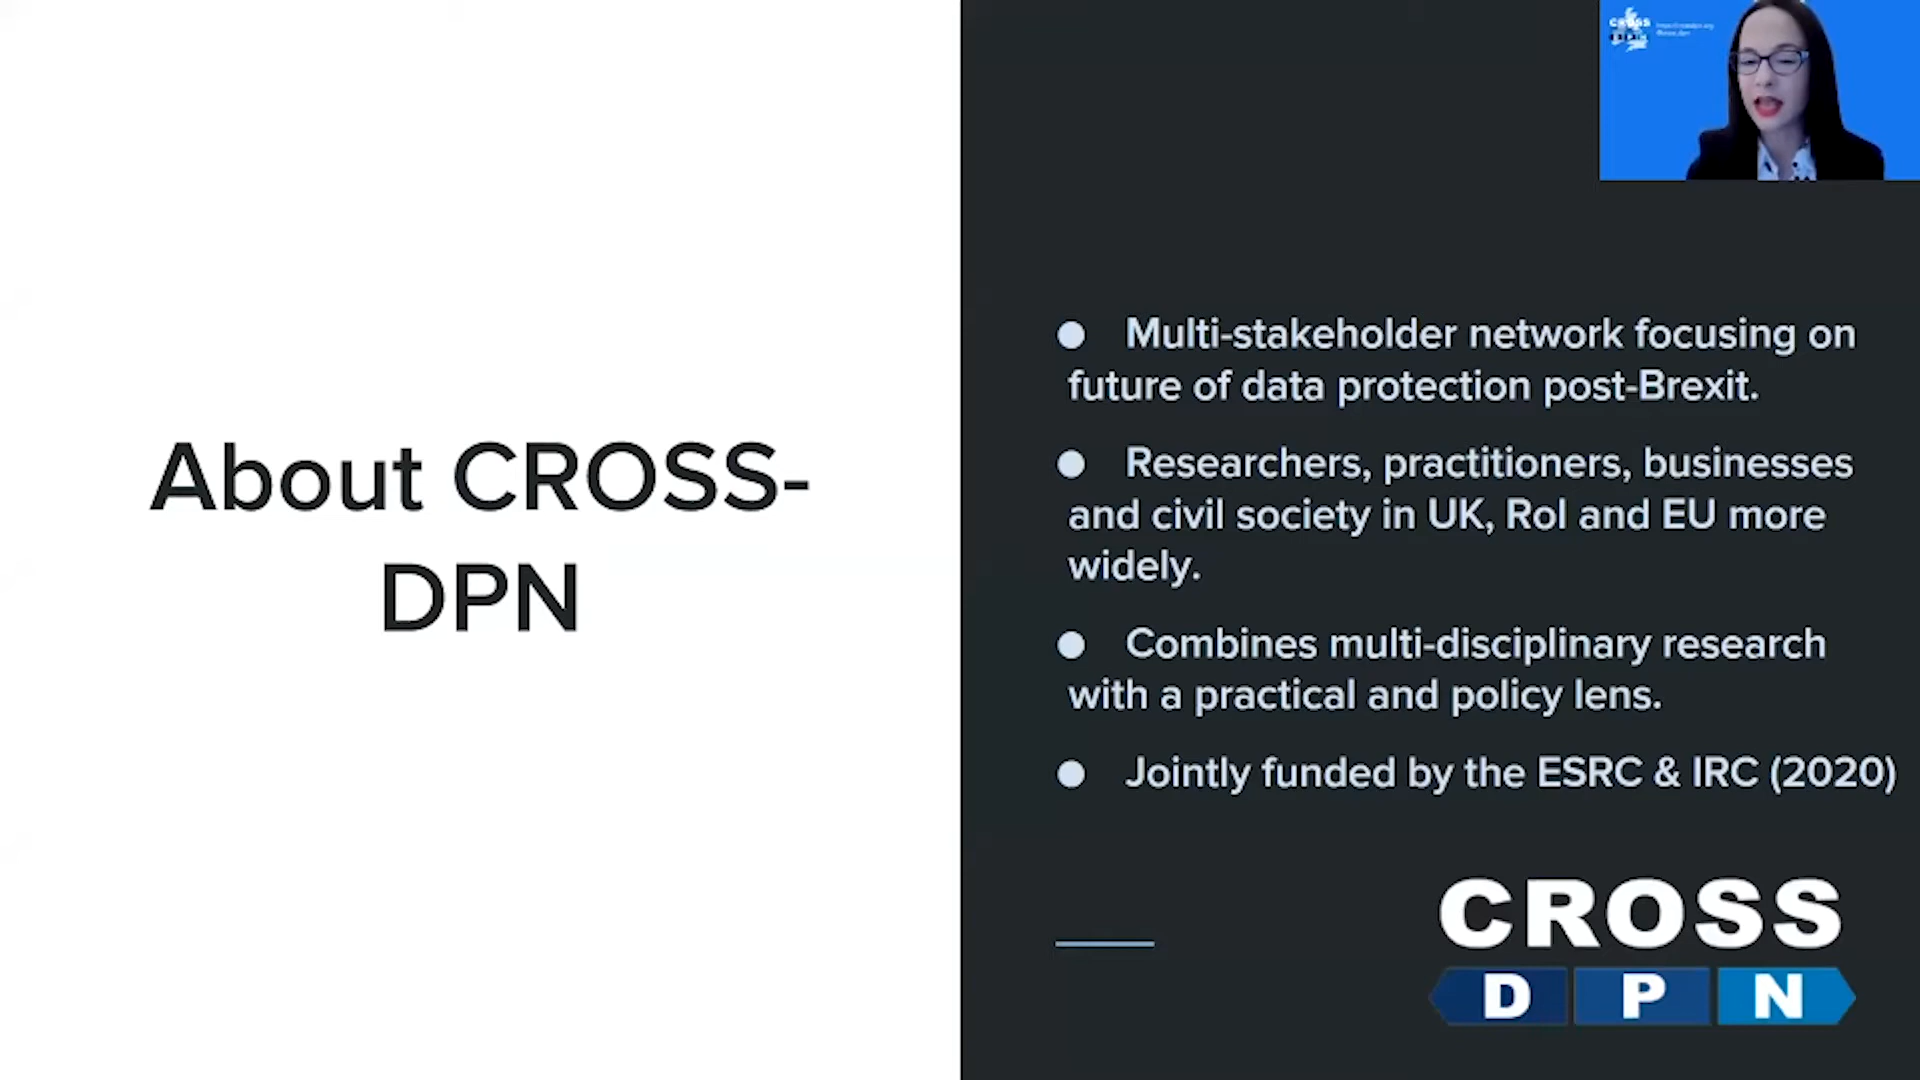 About CROSS-
DPN
CROSS
DPN
● Multi-stakeholder network focusing on
future of data protection post-Brexit.
● Researchers, practitioners, businesses
and civil society in UK, RoI and EU more
widely.
● Combines multi-disciplinary research
with a practical and policy lens.
● Jointly funded by the ESRC & IRC (2020)
CROSS
D P N